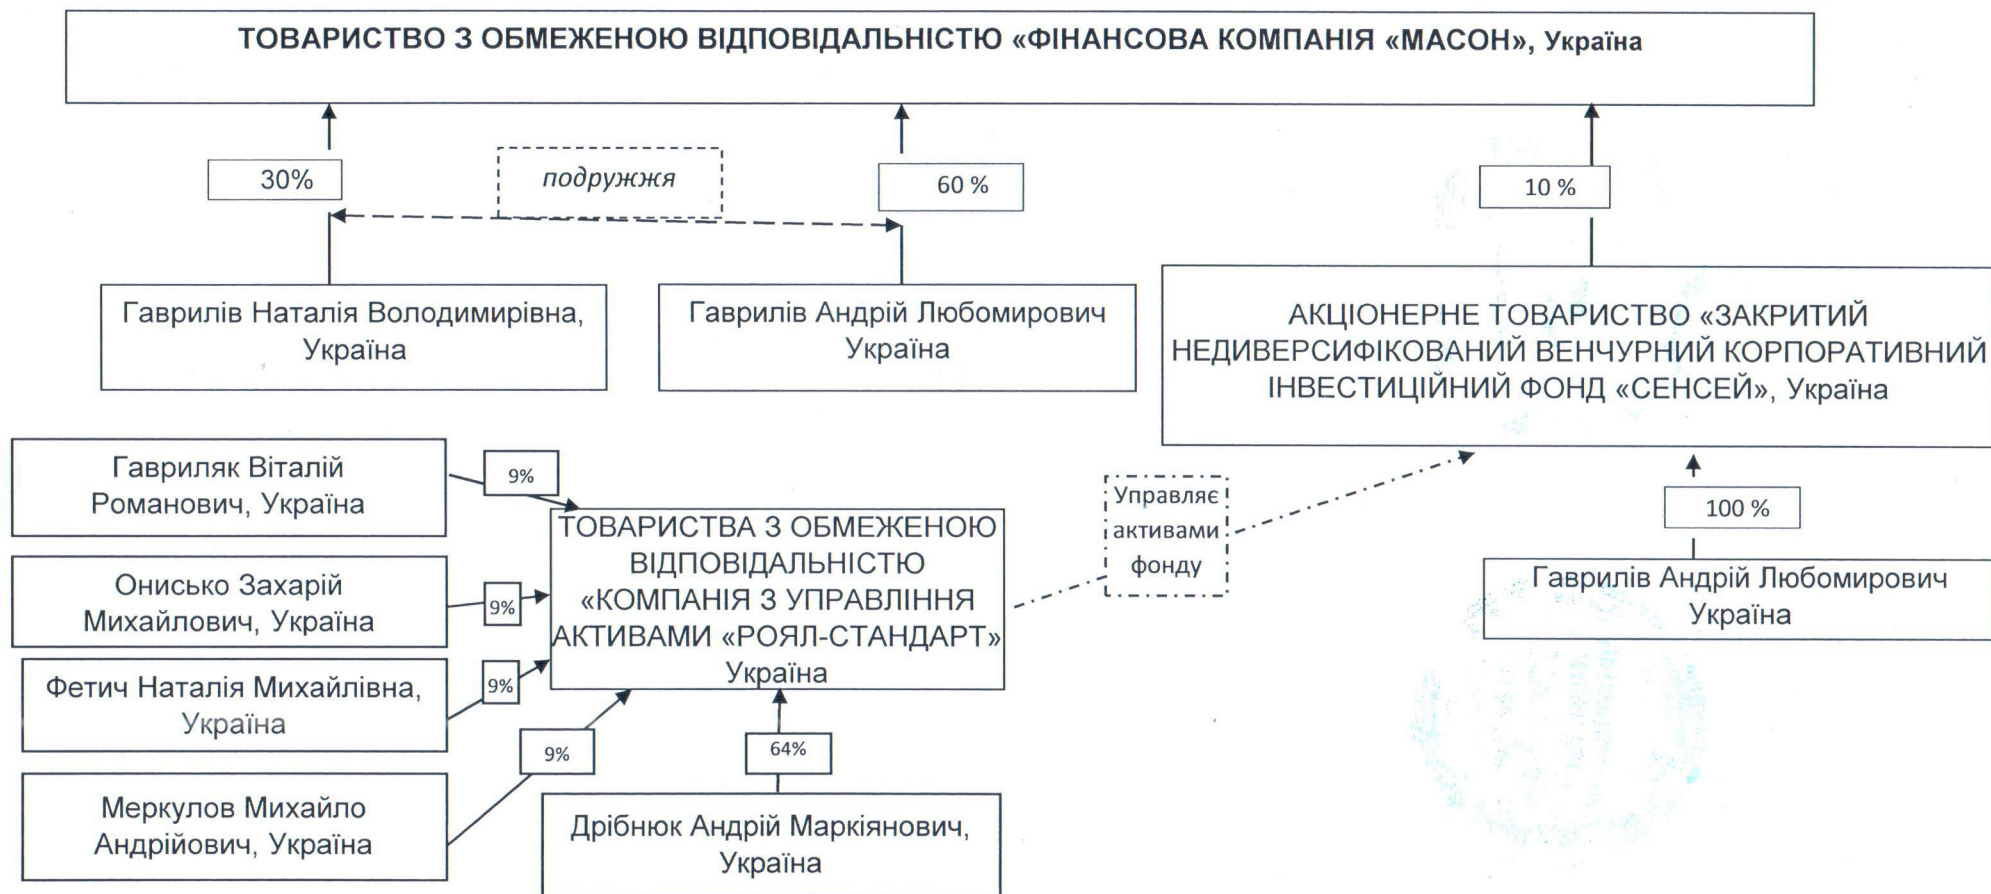 ТОВАРИСТВО З ОБМЕЖЕНОЮ ВІДПОВІДАЛЬНІСТЮ «ФІНАНСОВА КОМПАНІЯ «МАСОН», Україна
30%
подружжя
60 %
10 %
Гаврилів Наталія Володимирівна,
Україна
Гаврилів Андрій Любомирович
Україна
АКЦІОНЕРНЕ ТОВАРИСТВО «ЗАКРИТИЙ
НЕДИВЕРСИФІКОВАНИЙ ВЕНЧУРНИЙ КОРПОРАТИВНИЙ
ІНВЕСТИЦІЙНИЙ ФОНД «СЕНСЕЙ», Україна
Гавриляк Віталій
Романович, Україна
9%
Онисько Захарій
Михайлович, Україна
9%
Фетич Наталія Михайлівна,
Україна
9%
Меркулов Михайло
Андрійович, Україна
9%
ТОВАРИСТВА З ОБМЕЖЕНОЮ
ВІДПОВІДАЛЬНІСТЮ
«КОМПАНІЯ З УПРАВЛІННЯ
АКТИВАМИ «РОЯЛ-СТАНДАРТ»
Україна
64%
Дрібнюк Андрій Маркіянович,
Україна
Управляє
активами
фонду
100 %
Гаврилів Андрій Любомирович
Україна